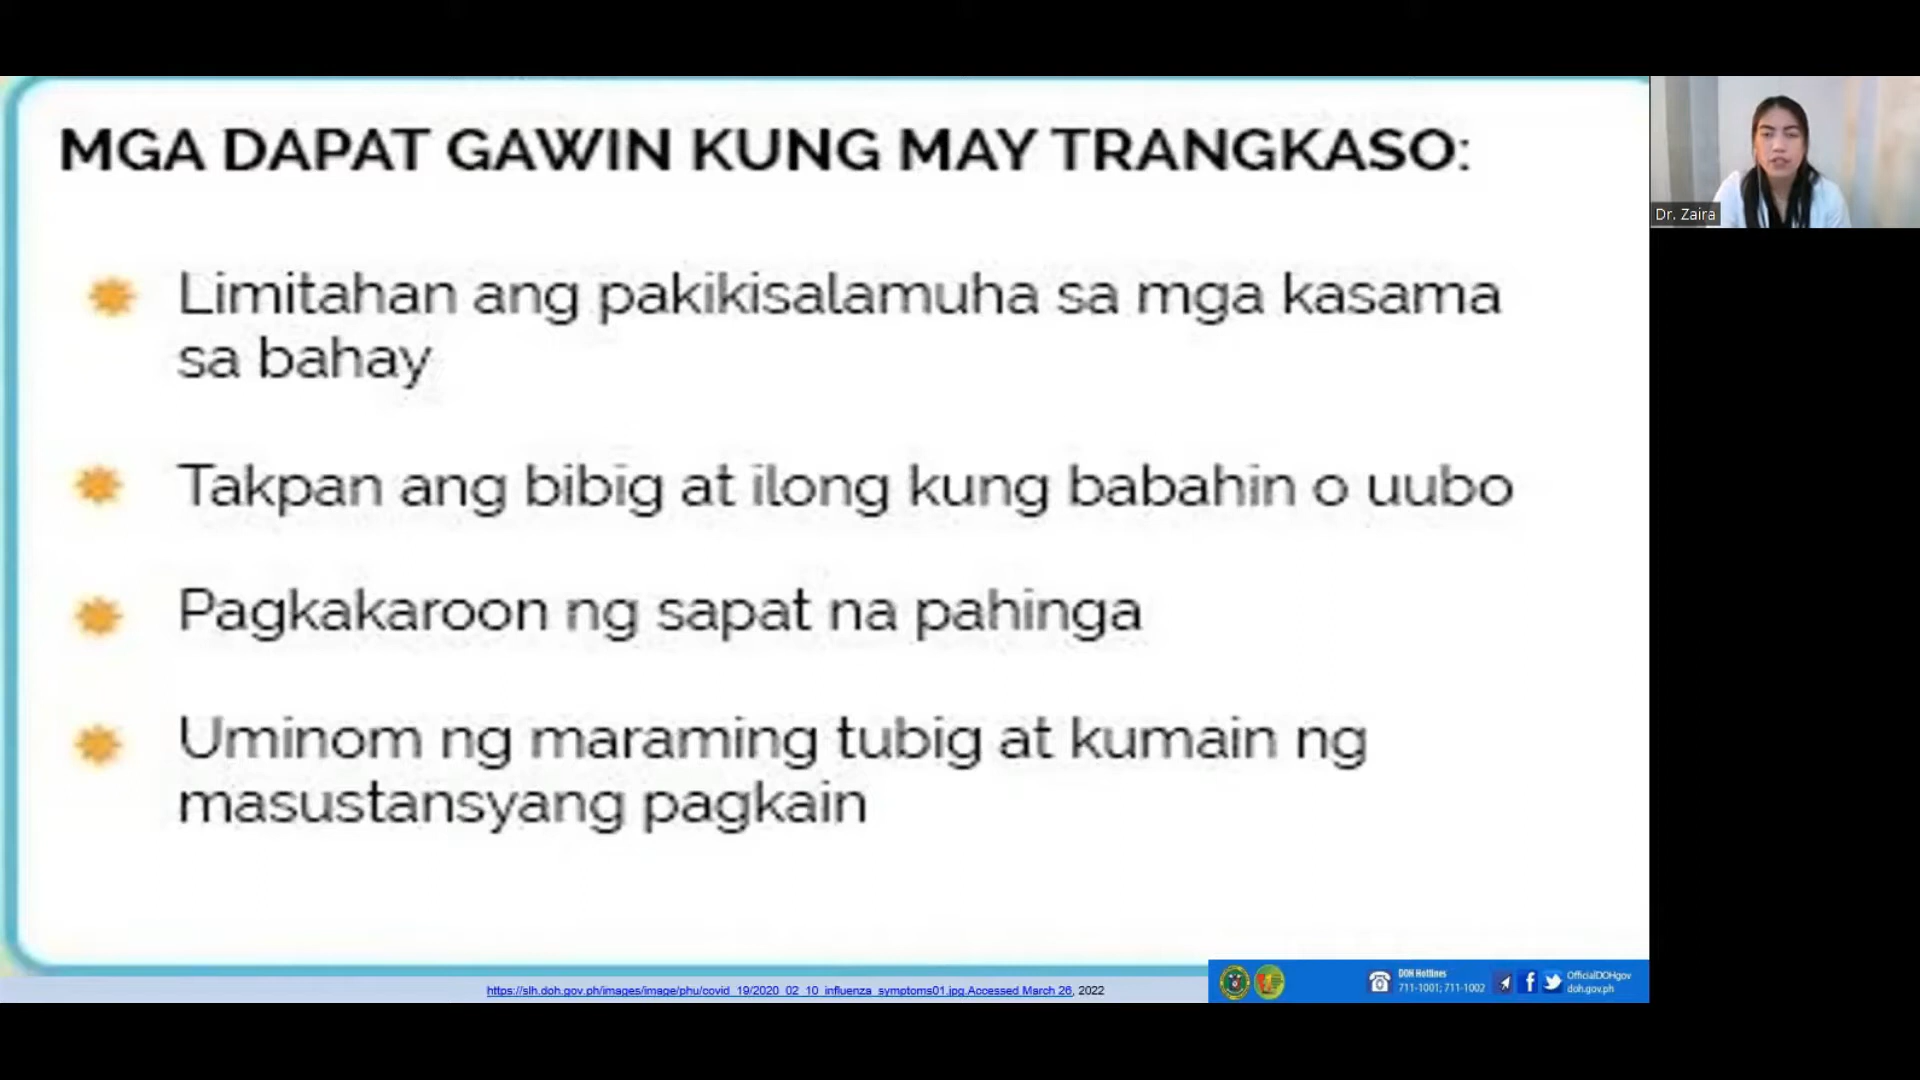 MGA DAPAT GAWIN KUNG MAY TRANGKASO:
Limitahan ang pakikisalamuha sa mga kasama
sa bahay
Takpan ang bibig at ilong kung babahin o uubo
Pagkakaroon ng sapat na pahinga
Uminom ng maraming tubig at kumain ng
masustansyang pagkain
https://slh.doh.gov.ph/images/image/phu/covid_19/2020_02_10_influenza_symptoms01.jpg.Accessed March 26, 2022
DOH Hotlines
711-1001; 711-1002
OfficialDOHgov
doh.gov.ph
Dr. Zaira